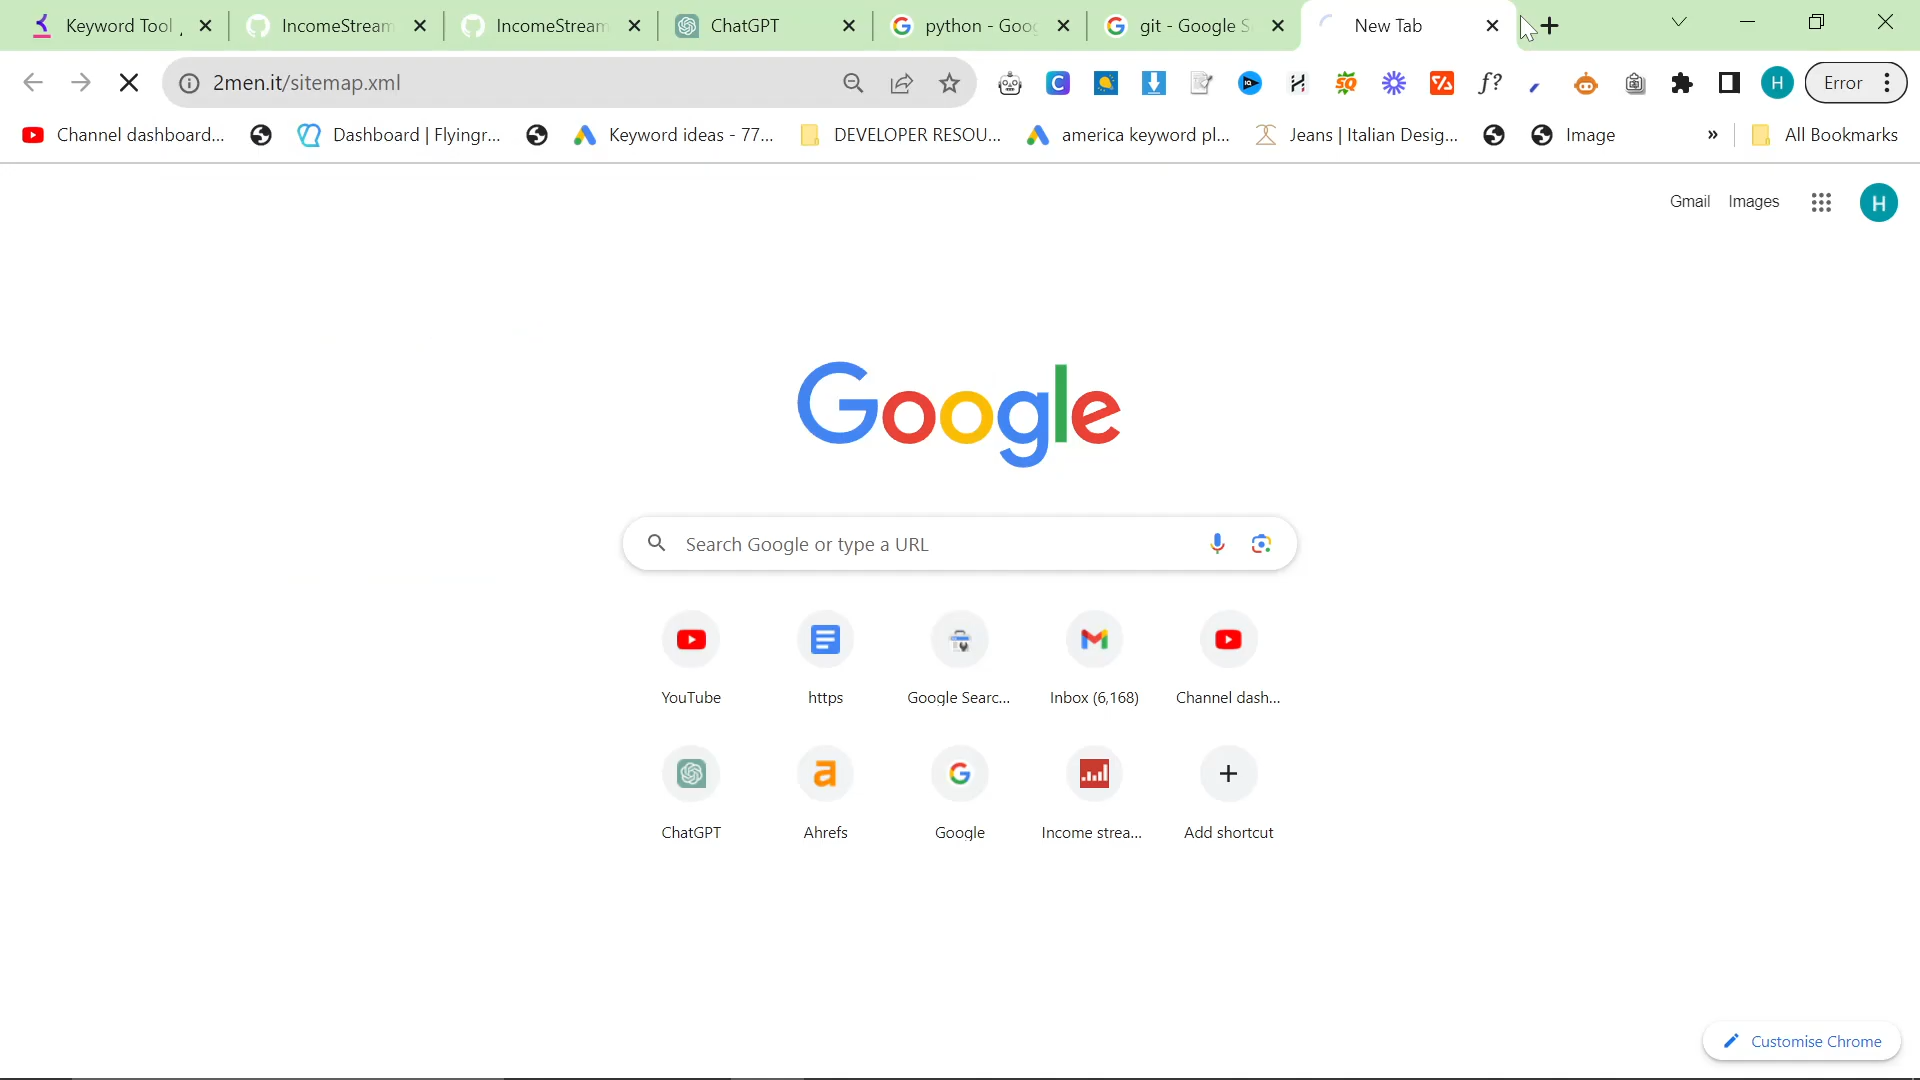 Keyword Tool IncomeStream IncomeStream ChatGPT python - Goog git - Google S New Tab
2men.it/sitemap.xml Error
Channel dashboard... Dashboard | Flyingr... Keyword ideas - 77... DEVELOPER RESOU... america keyword pl... Jeans | Italian Desig... Image » All Bookmarks
Gmail Images H
Google
Search Google or type a URL
YouTube https Google Searc... Inbox (6,168) Channel dash...
ChatGPT Ahrefs Google Income strea... Add shortcut
Customise Chrome